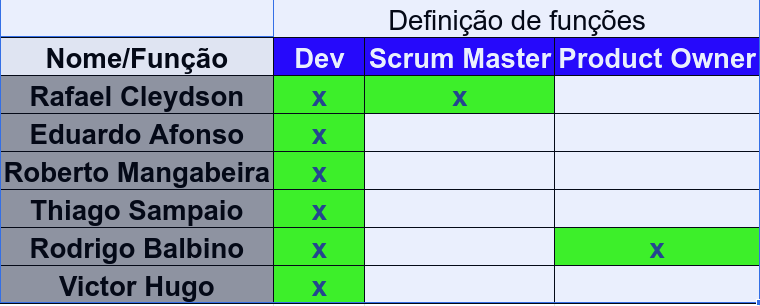 Definição de funções
Nome/Função Dev Scrum Master Product Owner
Rafael Cleydson x x
Eduardo Afonso x
Roberto Mangabeira x
Thiago Sampaio x
Rodrigo Balbino x x
Victor Hugo x